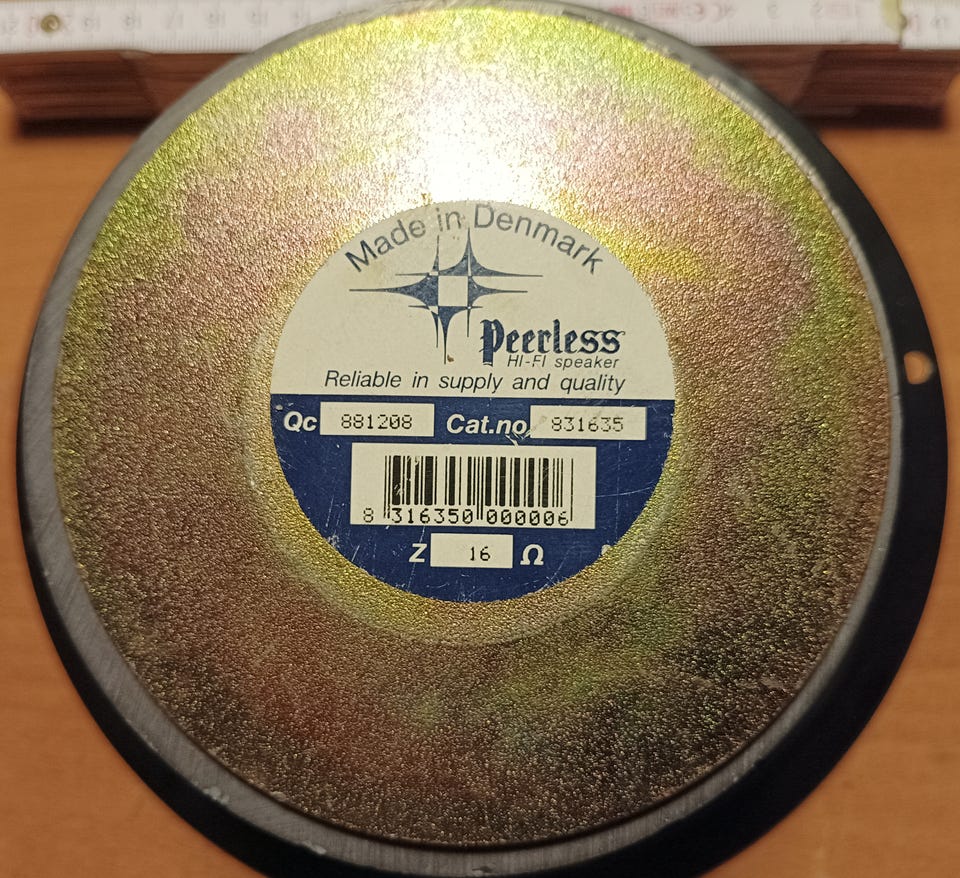 Made in Denmark
Peerless
HI-FI speaker
Reliable in supply and quality
Qc 881208 Cat.no 831635
8 316350 000006
Z 16 Ω